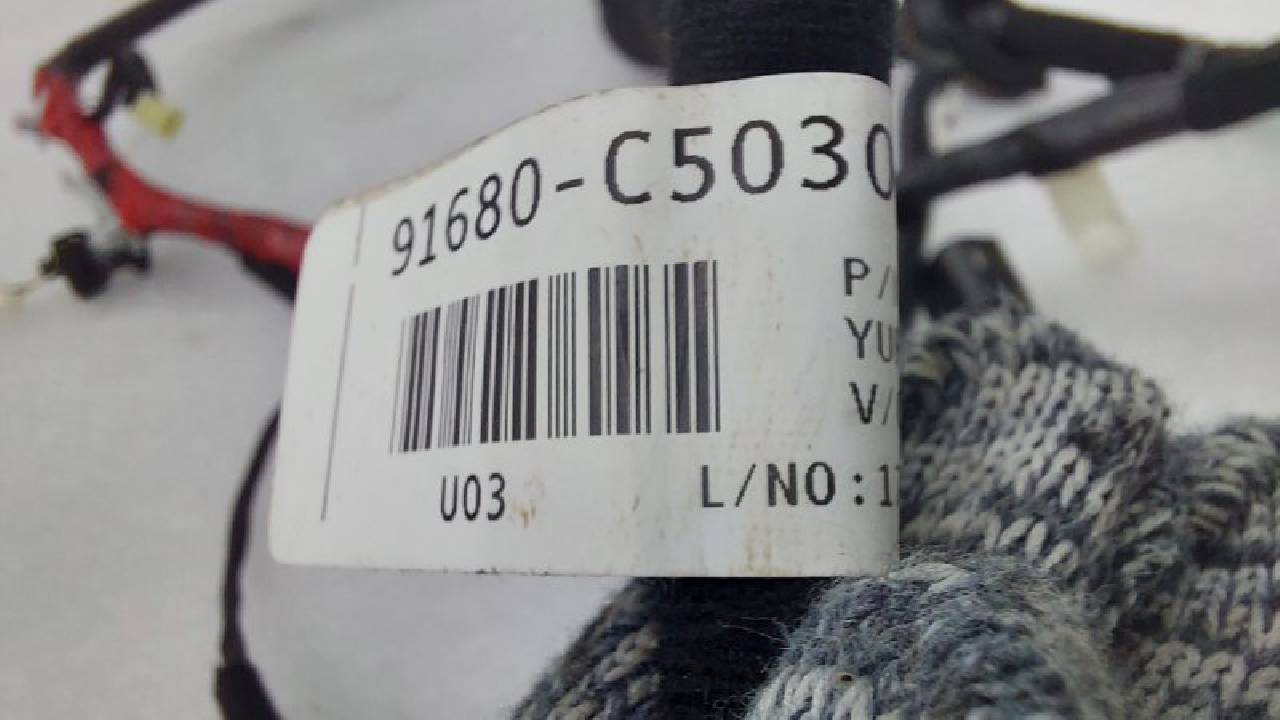 91680-C5030
P/
YU
V/
U03
L/NO:1